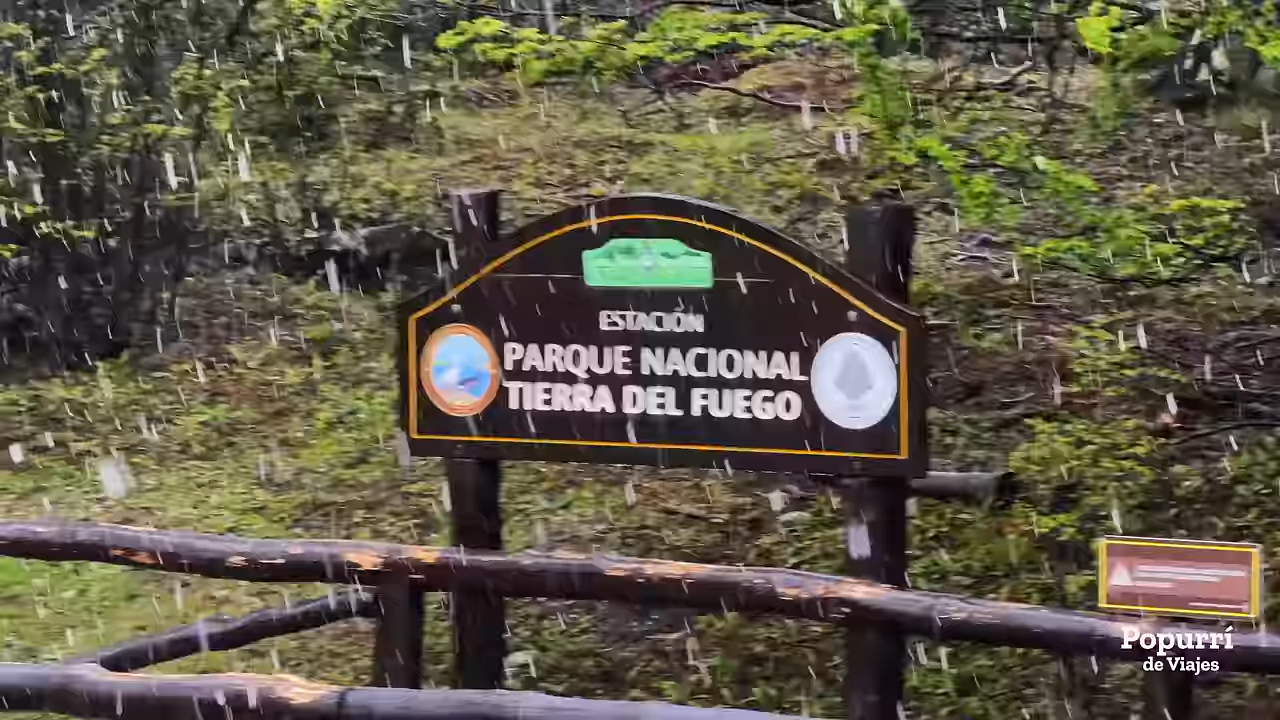 ESTACIÓN
PARQUE NACIONAL
TIERRA DEL FUEGO
Popurrí
de Viajes